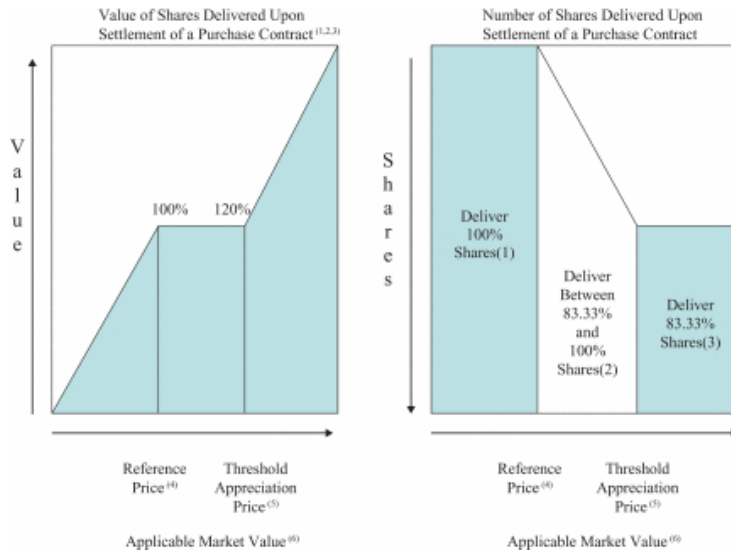 Value of Shares Delivered Upon
Settlement of a Purchase Contract (1,2,3)
Value
100%
120%
Reference
Price (4)
Threshold
Appreciation
Price (5)
Applicable Market Value (6)
Number of Shares Delivered Upon
Settlement of a Purchase Contract
Shares
Deliver
100%
Shares(1)
Deliver
Between
83.33%
and
100%
Shares(2)
Deliver
83.33%
Shares(3)
Reference
Price (4)
Threshold
Appreciation
Price (5)
Applicable Market Value (6)